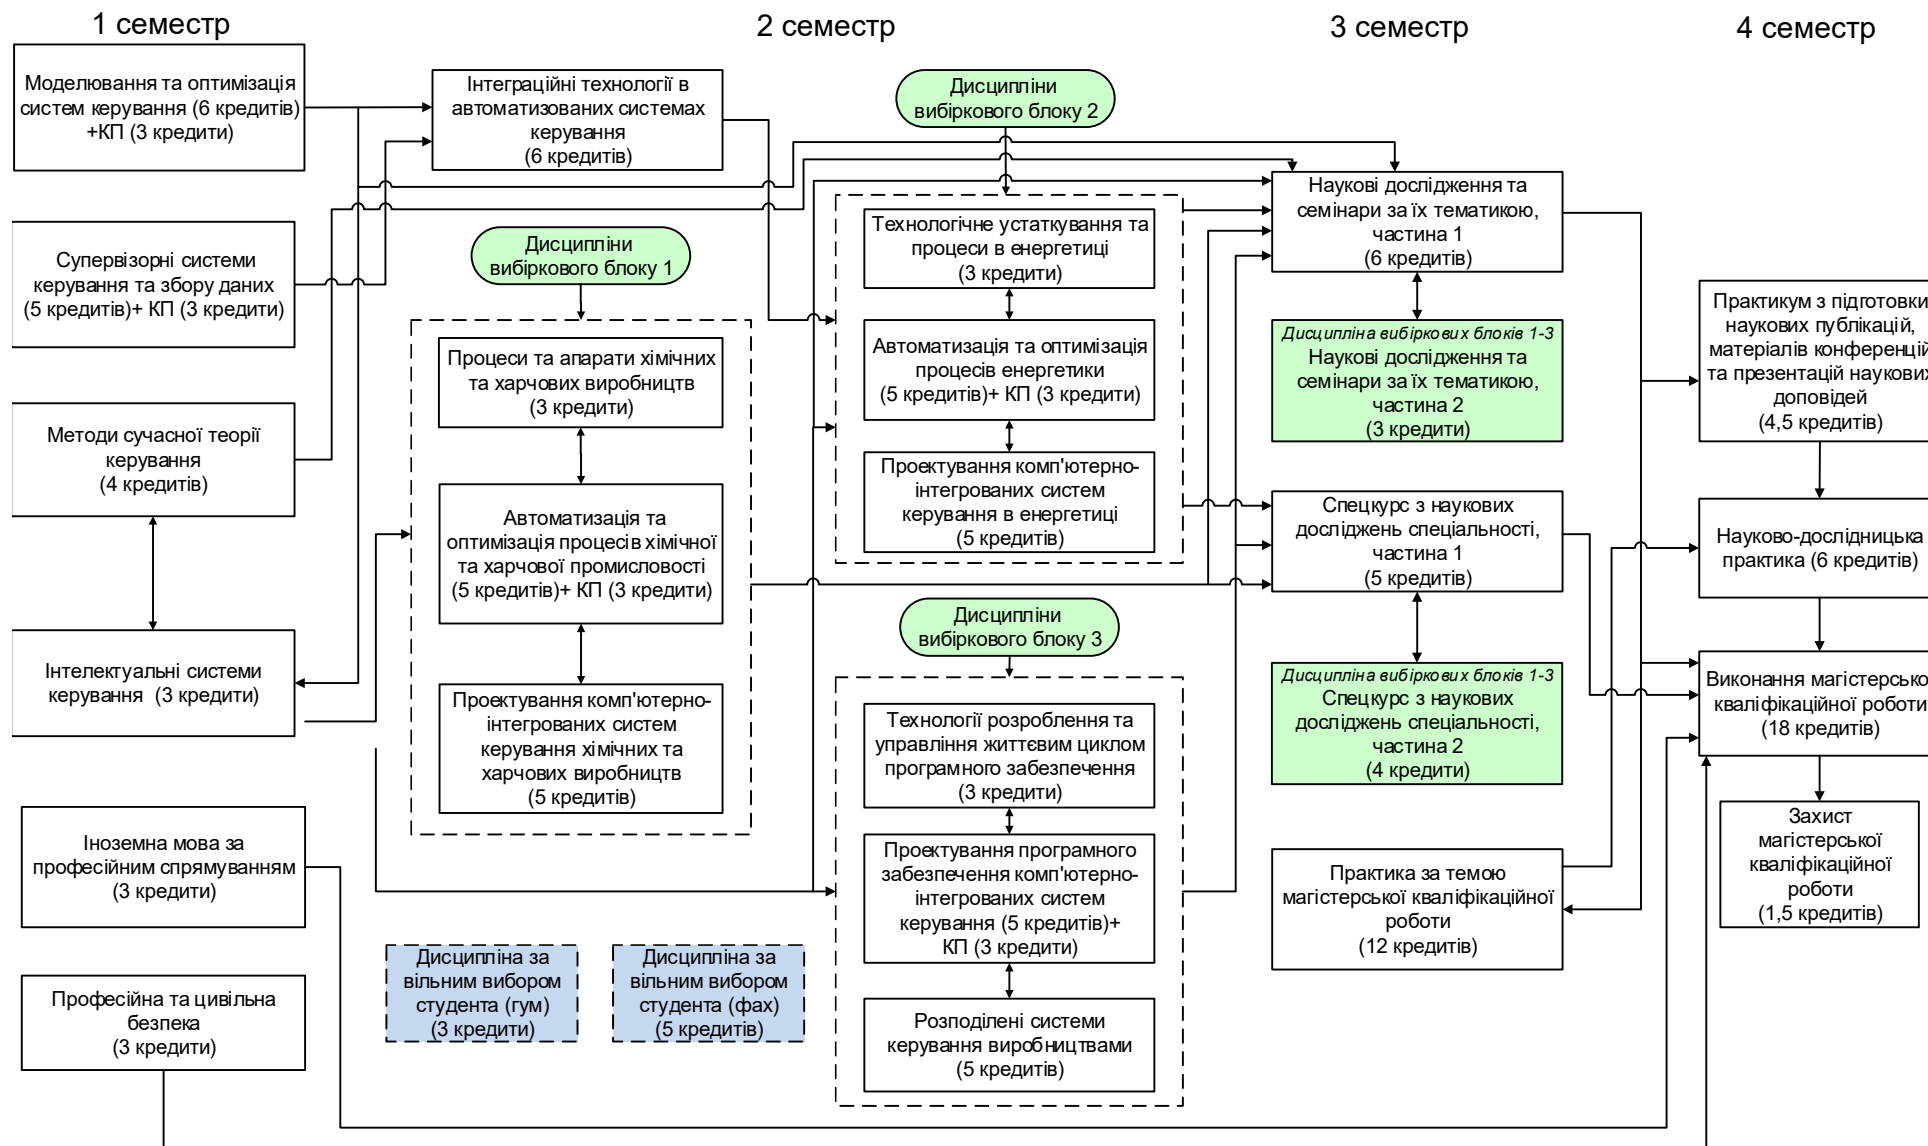 1 семестр
2 семестр
3 семестр
4 семестр
Моделювання та оптимізація
систем керування (6 кредитів)
+КП (3 кредити)
Супервізорні системи
керування та збору даних
(5 кредитів)+ КП (3 кредити)
Методи сучасної теорії
керування
(4 кредитів)
Інтелектуальні системи
керування (3 кредити)
Іноземна мова за
професійним спрямуванням
(3 кредити)
Професійна та цивільна
безпека
(3 кредити)
Інтеграційні технології в
автоматизованих системах
керування
(6 кредитів)
Дисципліни
вибіркового блоку 1
Процеси та апарати хімічних
та харчових виробництв
(3 кредити)
Автоматизація та
оптимізація процесів хімічної
та харчової промисловості
(5 кредитів)+ КП (3 кредити)
Проектування комп'ютерно-
інтегрованих систем
керування хімічних та
харчових виробництв
(5 кредитів)
Дисципліна за
вільним вибором
студента (гум)
(3 кредити)
Дисципліна за
вільним вибором
студента (фах)
(5 кредитів)
Дисципліни
вибіркового блоку 2
Технологічне устаткування та
процеси в енергетиці
(3 кредити)
Автоматизація та оптимізація
процесів енергетики
(5 кредитів)+ КП (3 кредити)
Проектування комп'ютерно-
інтегрованих систем
керування в енергетиці
(5 кредитів)
Дисципліни
вибіркового блоку 3
Технології розроблення та
управління життєвим циклом
програмного забезпечення
(3 кредити)
Проектування програмного
забезпечення комп'ютерно-
інтегрованих систем
керування (5 кредитів)+
КП (3 кредити)
Розподілені системи
керування виробництвами
(5 кредитів)
Наукові дослідження та
семінари за їх тематикою,
частина 1
(6 кредитів)
Дисципліна вибіркових блоків 1-3
Наукові дослідження та
семінари за їх тематикою,
частина 2
(3 кредити)
Спецкурс з наукових
досліджень спеціальності,
частина 1
(5 кредитів)
Дисципліна вибіркових блоків 1-3
Спецкурс з наукових
досліджень спеціальності,
частина 2
(4 кредити)
Практика за темою
магістерської кваліфікаційної
роботи
(12 кредитів)
Практикум з підготовки
наукових публікацій,
матеріалів конференцій
та презентацій наукових
доповідей
(4,5 кредитів)
Науково-дослідницька
практика (6 кредитів)
Виконання магістерсько
кваліфікаційної роботи
(18 кредитів)
Захист
магістерської
кваліфікаційної
роботи
(1,5 кредитів)